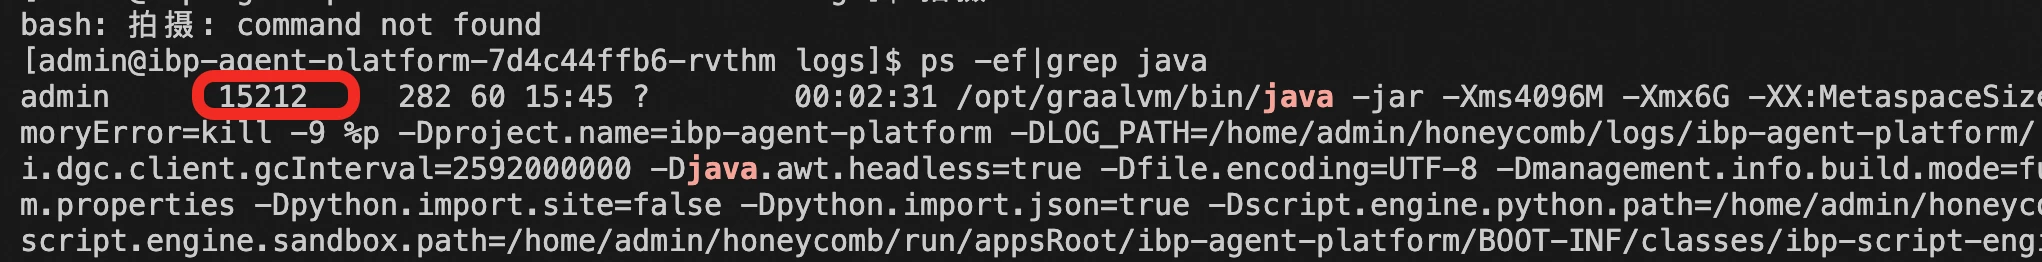 bash: 拍摄: command not found
[admin@ibp-agent-platform-7d4c44ffb6-rvthm logs]$ ps -ef|grep java
admin 15212 282 60 15:45 ? 00:02:31 /opt/graalvm/bin/java -jar -Xms4096M -Xmx6G -XX:MetaspaceSize
moryError=kill -9 %p -Dproject.name=ibp-agent-platform -DLOG_PATH=/home/admin/honeycomb/logs/ibp-agent-platform/
i.dgc.client.gcInterval=2592000000 -Djava.awt.headless=true -Dfile.encoding=UTF-8 -Dmanagement.info.build.mode=fu
m.properties -Dpython.import.site=false -Dpython.import.json=true -Dscript.engine.python.path=/home/admin/honeyco
script.engine.sandbox.path=/home/admin/honeycomb/run/appsRoot/ibp-agent-platform/BOOT-INF/classes/ibp-script-eng